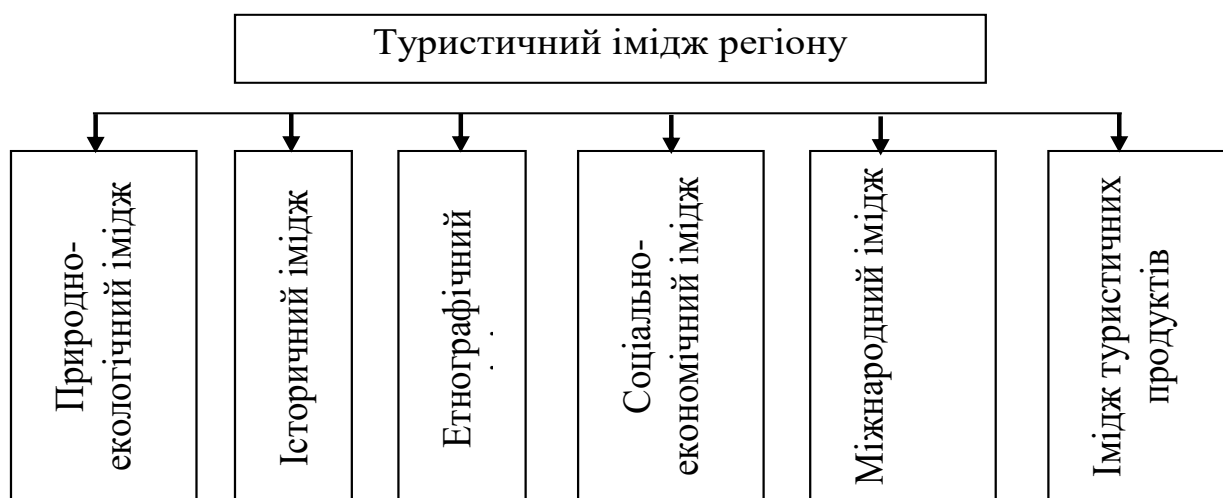 Туристичний імідж регіону
Природно-
екологічний імідж
Історичний імідж
Етнографічний
Соціально-
економічний імідж
Міжнародний імідж
Імідж туристичних
продуктів